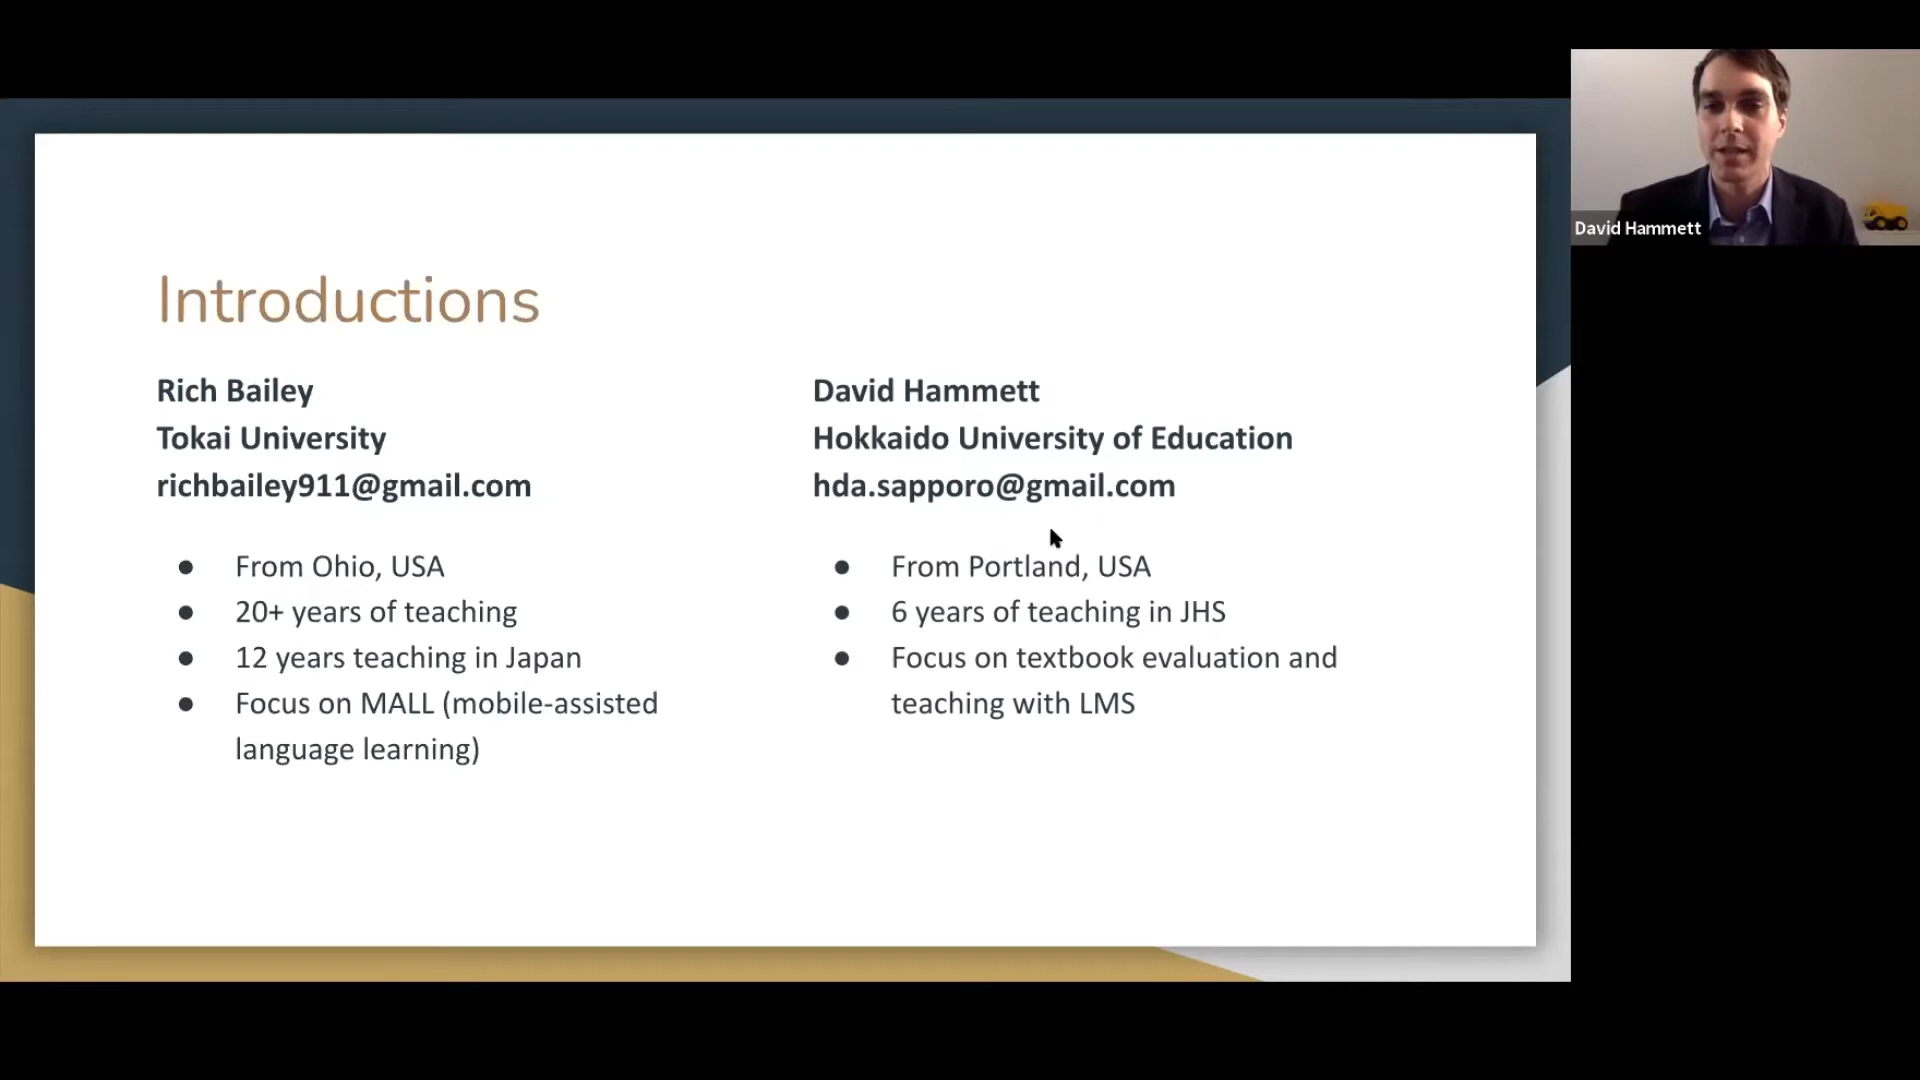 Introductions
Rich Bailey
Tokai University
richbailey911@gmail.com
● From Ohio, USA
● 20+ years of teaching
● 12 years teaching in Japan
● Focus on MALL (mobile-assisted
language learning)
David Hammett
Hokkaido University of Education
hda.sapporo@gmail.com
● From Portland, USA
● 6 years of teaching in JHS
● Focus on textbook evaluation and
teaching with LMS
David Hammett